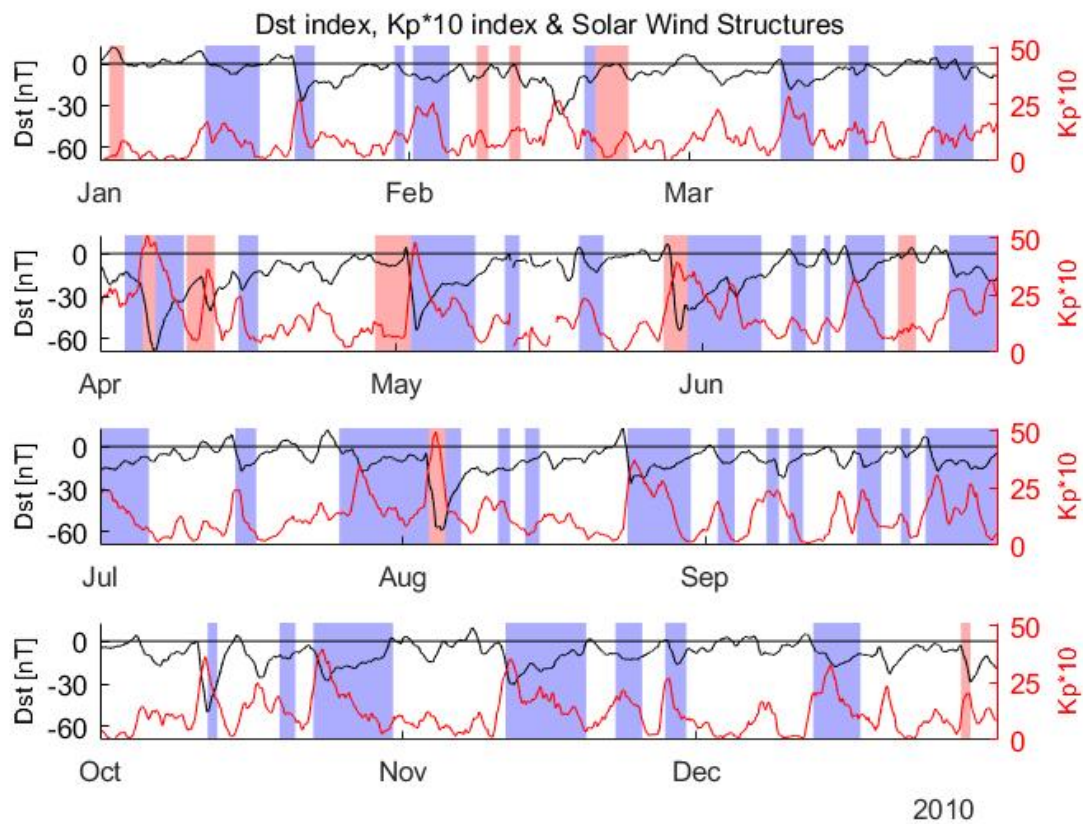 Dst index, Kp*10 index & Solar Wind Structures
Dst [nT]
0
-30
-60
50
25
0
Kp*10
Jan Feb Mar
Dst [nT]
0
-30
-60
50
25
0
Kp*10
Apr May Jun
Dst [nT]
0
-30
-60
50
25
0
Kp*10
Jul Aug Sep
Dst [nT]
0
-30
-60
50
25
0
Kp*10
Oct Nov Dec
2010